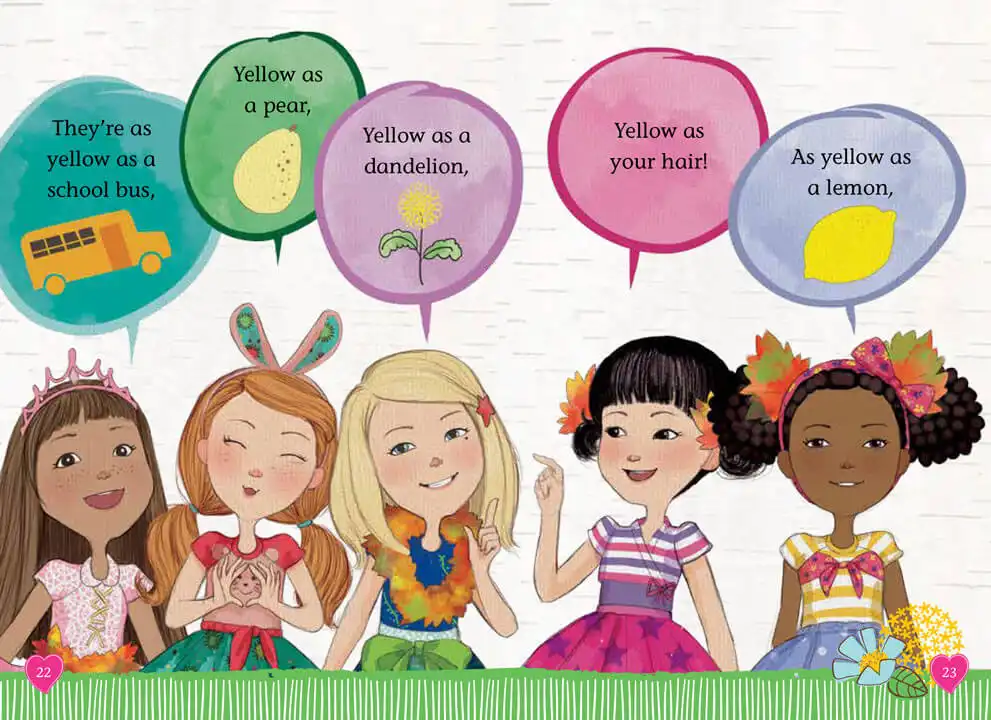 They're as
yellow as a
school bus,
Yellow as
a pear,
Yellow as a
dandelion,
Yellow as
your hair!
As yellow as
a lemon,
22
23